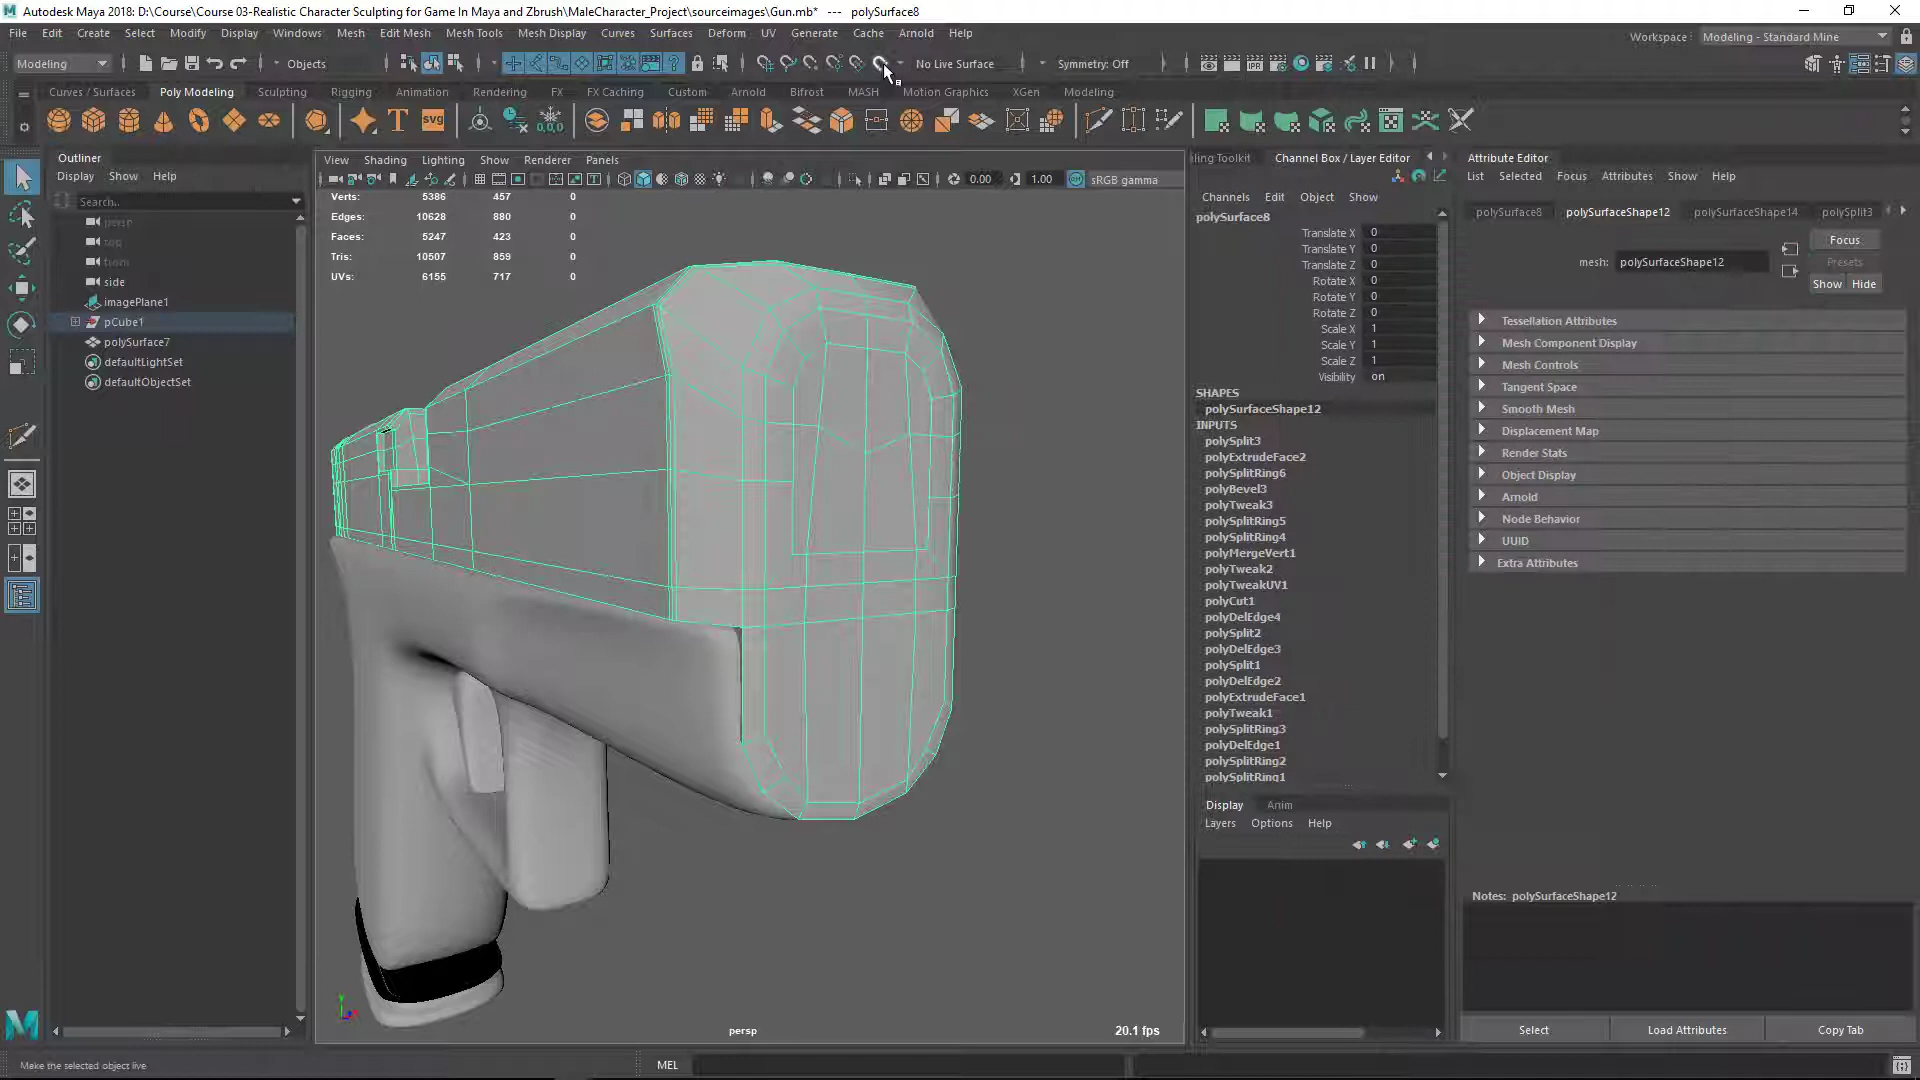 Autodesk Maya 2018: D:\Course\Course 03-Realistic Character Sculpting for Game In Maya and Zbrush\MaleCharacter_Project\sourceimages\Gun.mb* --- polySurface8
File Edit Create Select Modify Display Windows Mesh Edit Mesh Mesh Tools Mesh Display Curves Surfaces Deform UV Generate Cache Arnold Help
Workspace : Modeling - Standard Mine
Modeling Objects No Live Surface Symmetry: Off
Curves / Surfaces Poly Modeling Sculpting Rigging Animation Rendering FX FX Caching Custom Arnold Bifrost MASH Motion Graphics XGen Modeling
T svg 0,0,0
Outliner
Display Show Help
Search..
persp
top
front
side
imagePlane1
pCube1
polySurface7
defaultLightSet
defaultObjectSet
View Shading Lighting Show Renderer Panels
0.00 1.00 sRGB gamma
Verts: 5386 457 0
Edges: 10628 880 0
Faces: 5247 423 0
Tris: 10507 859 0
UVs: 6155 717 0
persp
20.1 fps
ling Toolkit Channel Box / Layer Editor
Channels Edit Object Show
polySurface8
Translate X 0
Translate Y 0
Translate Z 0
Rotate X 0
Rotate Y 0
Rotate Z 0
Scale X 1
Scale Y 1
Scale Z 1
Visibility on
SHAPES
polySurfaceShape12
INPUTS
polySplit3
polyExtrudeFace2
polySplitRing6
polyBevel3
polyTweak3
polySplitRing5
polySplitRing4
polyMergeVert1
polyTweak2
polyTweakUV1
polyCut1
polyDelEdge4
polySplit2
polyDelEdge3
polySplit1
polyDelEdge2
polyExtrudeFace1
polyTweak1
polySplitRing3
polyDelEdge1
polySplitRing2
polySplitRing1
Display Anim
Layers Options Help
Attribute Editor
List Selected Focus Attributes Show Help
polySurface8 polySurfaceShape12 polySurfaceShape14 polySplit3
Focus
mesh: polySurfaceShape12
Presets
Show Hide
Tessellation Attributes
Mesh Component Display
Mesh Controls
Tangent Space
Smooth Mesh
Displacement Map
Render Stats
Object Display
Arnold
Node Behavior
UUID
Extra Attributes
Notes: polySurfaceShape12
Select Load Attributes Copy Tab
Make the selected object live
MEL